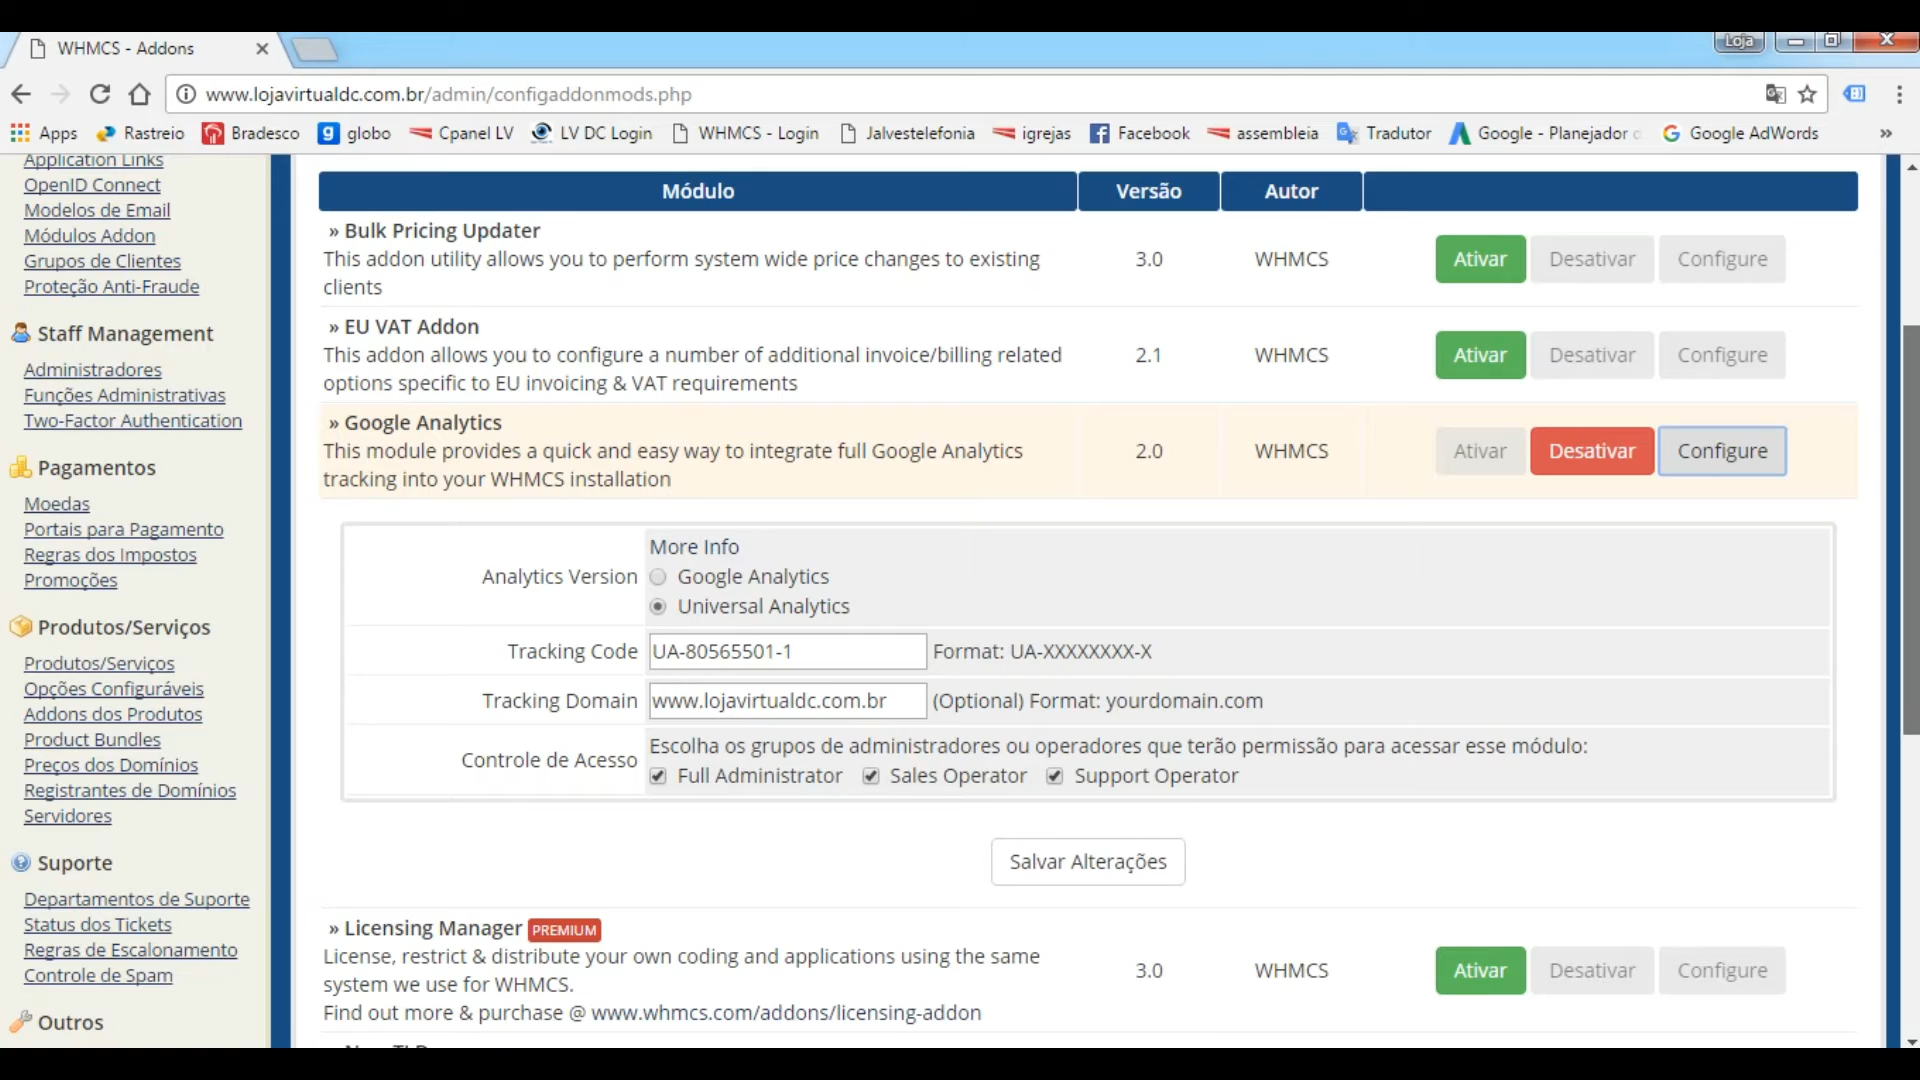 WHMCS - Addons
Loja
www.lojavirtualdc.com.br/admin/configaddonmods.php
Apps Rastreio Bradesco globo Cpanel LV LV DC Login WHMCS - Login Jalvestelefonia igrejas Facebook assembleia Tradutor Google - Planejador Google AdWords »
Application Links
OpenID Connect
Modelos de Email
Módulos Addon
Grupos de Clientes
Proteção Anti-Fraude
Staff Management
Administradores
Funções Administrativas
Two-Factor Authentication
Pagamentos
Moedas
Portais para Pagamento
Regras dos Impostos
Promoções
Produtos/Serviços
Produtos/Serviços
Opções Configuráveis
Addons dos Produtos
Product Bundles
Preços dos Domínios
Registrantes de Domínios
Servidores
Suporte
Departamentos de Suporte
Status dos Tickets
Regras de Escalonamento
Controle de Spam
Outros
Módulo Versão Autor
» Bulk Pricing Updater
This addon utility allows you to perform system wide price changes to existing
clients
3.0 WHMCS Ativar Desativar Configure
» EU VAT Addon
This addon allows you to configure a number of additional invoice/billing related
options specific to EU invoicing & VAT requirements
2.1 WHMCS Ativar Desativar Configure
» Google Analytics
This module provides a quick and easy way to integrate full Google Analytics
tracking into your WHMCS installation
2.0 WHMCS Ativar Desativar Configure
Analytics Version
More Info
Google Analytics
Universal Analytics
Tracking Code UA-80565501-1 Format: UA-XXXXXXXX-X
Tracking Domain www.lojavirtualdc.com.br (Optional) Format: yourdomain.com
Controle de Acesso
Escolha os grupos de administradores ou operadores que terão permissão para acessar esse módulo:
Full Administrator Sales Operator Support Operator
Salvar Alterações
» Licensing Manager PREMIUM
License, restrict & distribute your own coding and applications using the same
system we use for WHMCS.
Find out more & purchase @ www.whmcs.com/addons/licensing-addon
3.0 WHMCS Ativar Desativar Configure